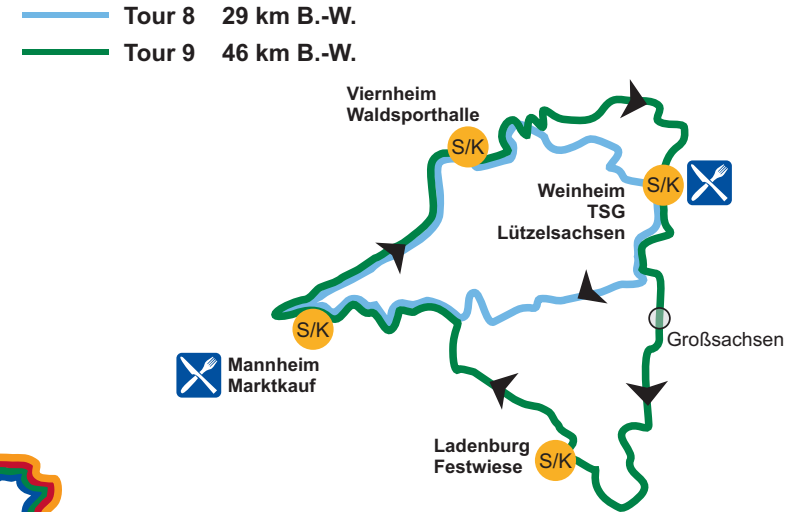 Tour 8 29 km B.-W.
Tour 9 46 km B.-W.
Viernheim
Waldsporthalle
S/K
S/K
Weinheim
TSG
Lützelsachsen
S/K
Großsachsen
Mannheim
Marktkauf
Ladenburg
Festwiese
S/K